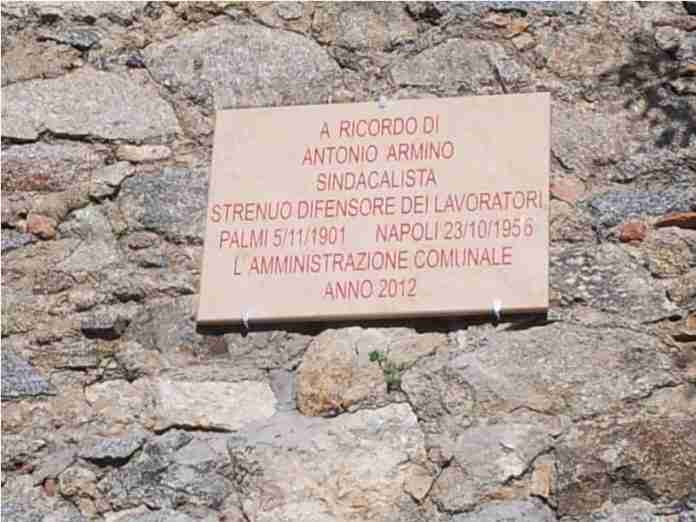 A RICORDO DI
ANTONIO ARMINO
SINDACALISTA
STRENUO DIFENSORE DEI LAVORATORI
PALMI 5/11/1901 NAPOLI 23/10/1956
L' AMMINISTRAZIONE COMUNALE
ANNO 2012